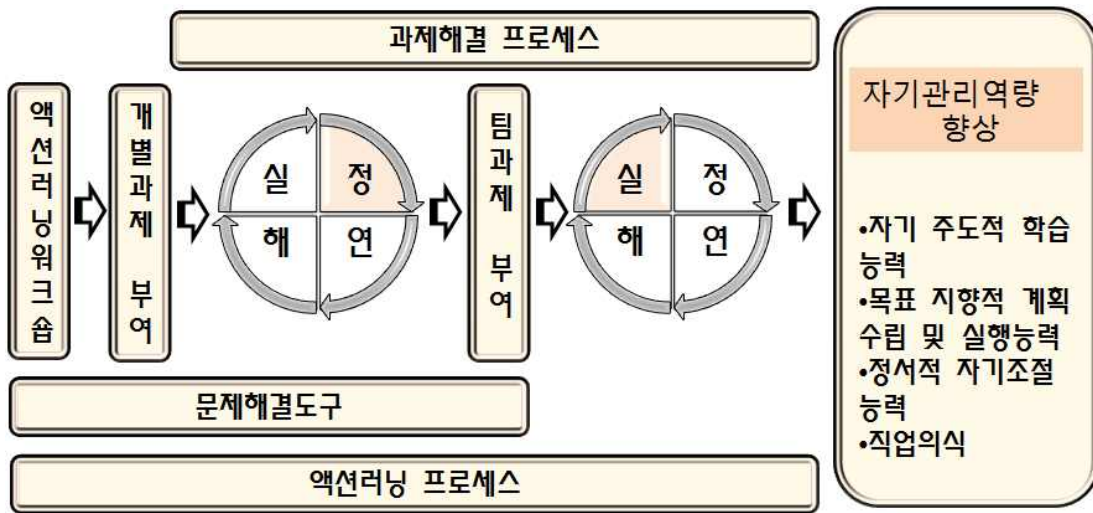 과제해결 프로세스
액션러닝워크숍
개별과제 부여
실 정
해 연
팀과제 부여
실 정
해 연
문제해결도구
액션러닝 프로세스
자기관리역량
향상
•자기 주도적 학습
능력
•목표 지향적 계획
수립 및 실행능력
•정서적 자기조절
능력
•직업의식